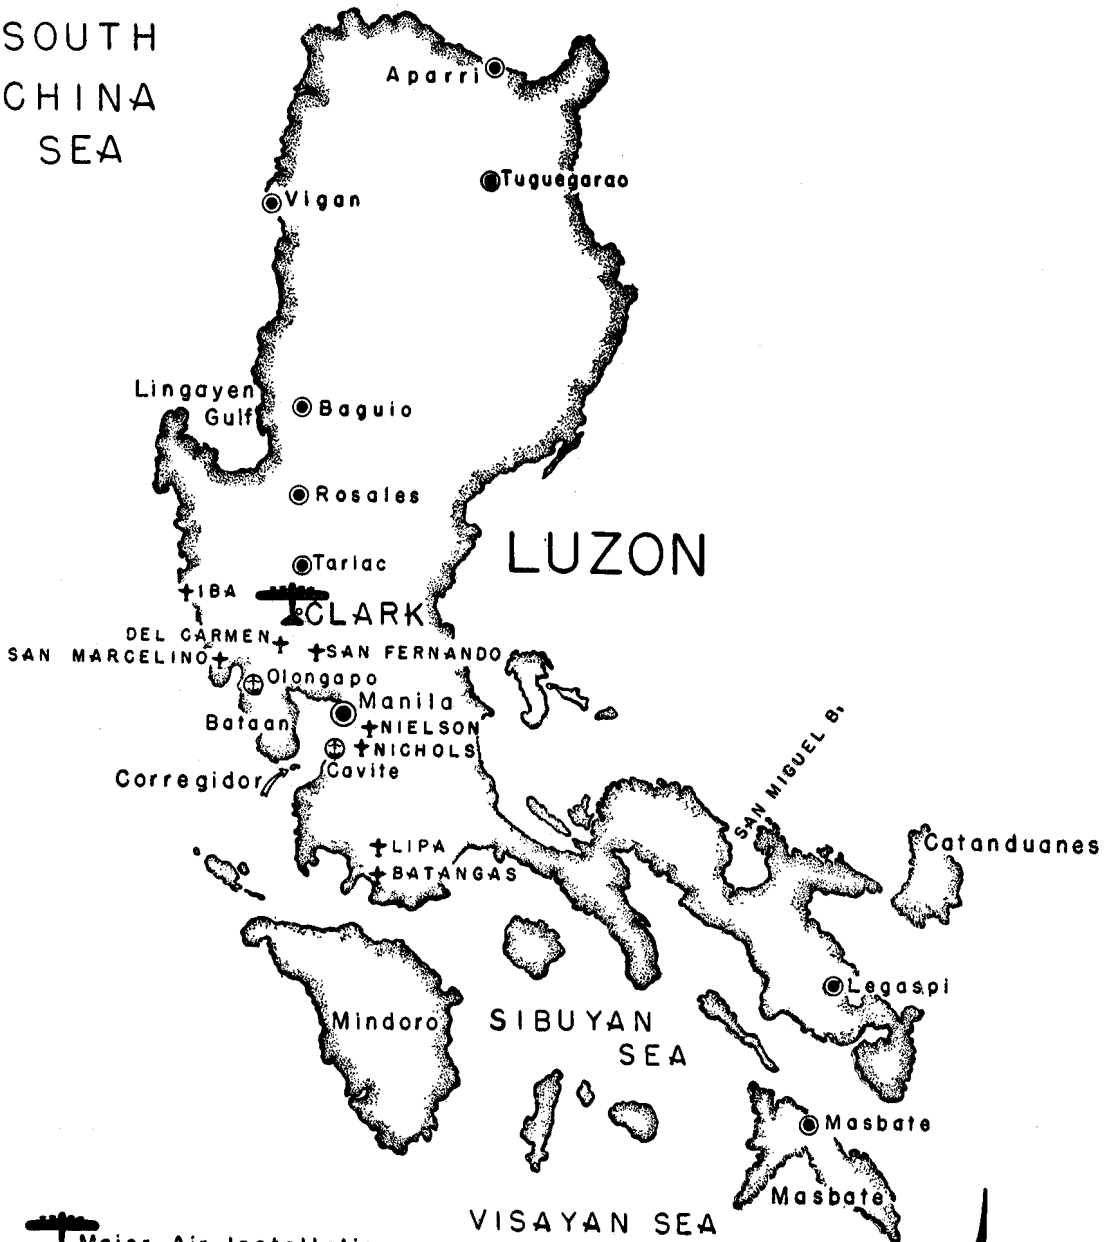 SOUTH
CHINA
SEA
Aparri
Tuguegarao
Vigan
Lingayen
Gulf
Baguio
Rosales
LUZON
Tarlac
IBA
CLARK
DEL CARMEN
SAN FERNANDO
SAN MARCELINO
Olongapo
Manila
Bataan
NIELSON
NICHOLS
Cavite
Corregidor
SAN MIGUEL B.
LIPA
BATANGAS
Catanduanes
Legaspi
Mindoro
SIBUYAN
SEA
Masbate
Masbate
VISAYAN SEA
Major Air